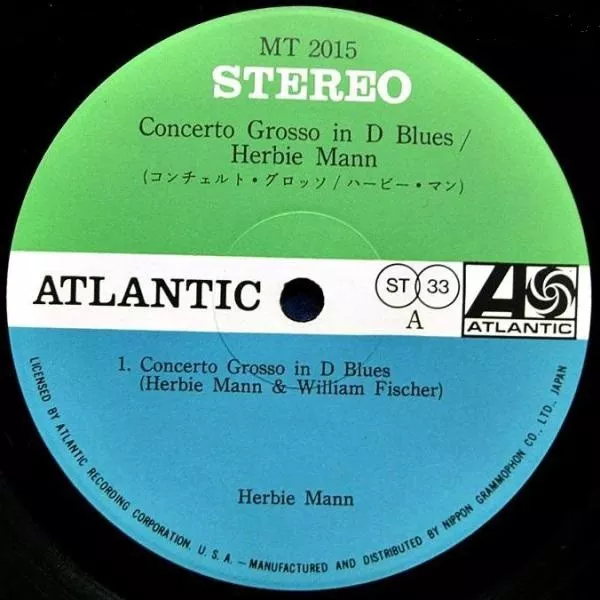 MT 2015
STEREO
Concerto Grosso in D Blues /
Herbie Mann
(コンチェルト・グロッソ / ハービー・マン)
ATLANTIC
ST 33
A
ATLANTIC
1. Concerto Grosso in D Blues
(Herbie Mann & William Fischer)
Herbie Mann
LICENSED BY ATLANTIC RECORDING CORPORATION, U. S. A. — MANUFACTURED AND DISTRIBUTED BY NIPPON GRAMMOPHON CO., LTD., JAPAN